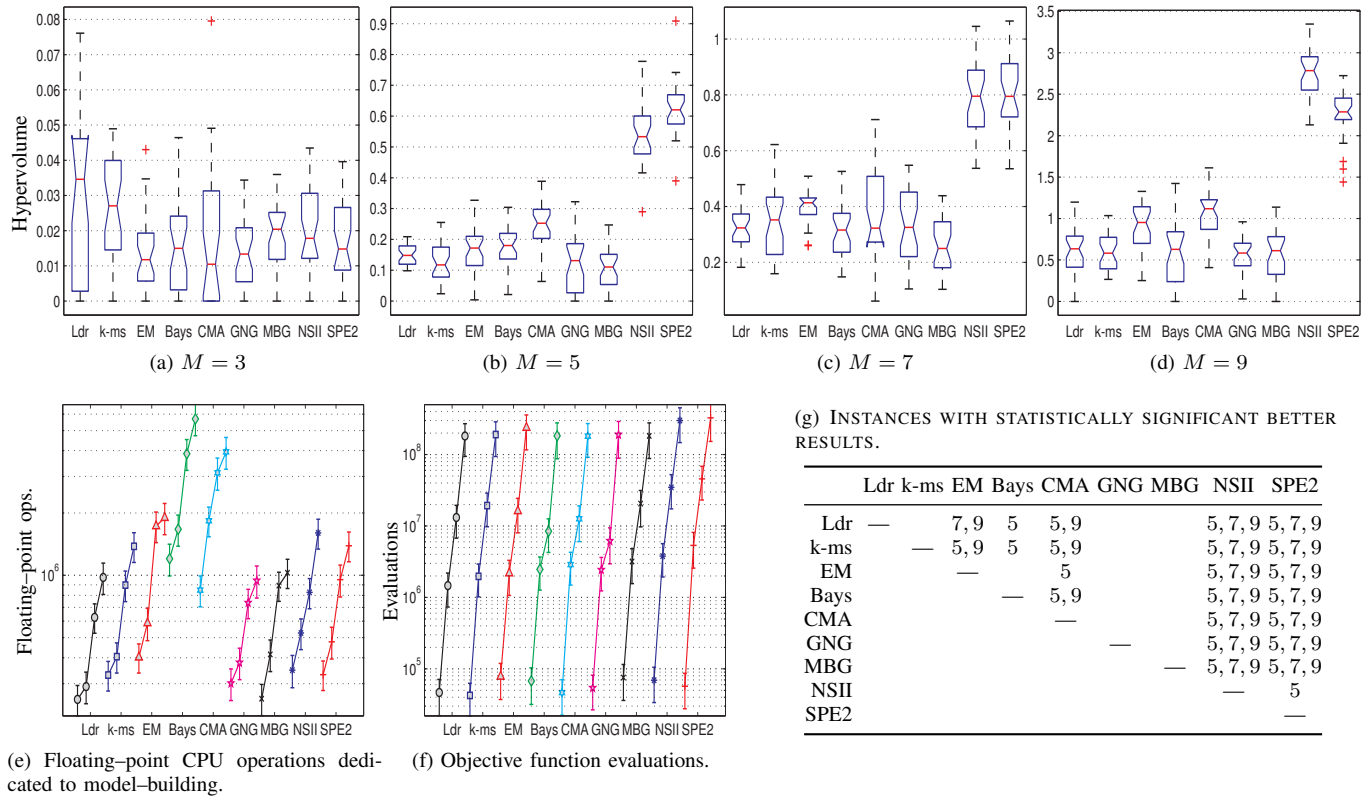 Hypervolume
0.08
0.07
0.06
0.05
0.04
0.03
0.02
0.01
0
Ldr k-ms EM Bays CMA GNG MBG NSII SPE2
(a) M = 3
0.9
0.8
0.7
0.6
0.5
0.4
0.3
0.2
0.1
0
Ldr k-ms EM Bays CMA GNG MBG NSII SPE2
(b) M = 5
1
0.8
0.6
0.4
0.2
Ldr k-ms EM Bays CMA GNG MBG NSII SPE2
(c) M = 7
3.5
3
2.5
2
1.5
1
0.5
0
Ldr k-ms EM Bays CMA GNG MBG NSII SPE2
(d) M = 9
Floating–point ops.
10^6
Ldr k-ms EM Bays CMA GNG MBG NSII SPE2
(e) Floating–point CPU operations dedi-
cated to model–building.
Evaluations
10^8
10^7
10^6
10^5
Ldr k-ms EM Bays CMA GNG MBG NSII SPE2
(f) Objective function evaluations.
(g) INSTANCES WITH STATISTICALLY SIGNIFICANT BETTER
RESULTS.
Ldr k-ms EM Bays CMA GNG MBG NSII SPE2
Ldr — 7, 9 5 5, 9 5, 7, 9 5, 7, 9
k-ms — 5, 9 5 5, 9 5, 7, 9 5, 7, 9
EM — 5 5, 7, 9 5, 7, 9
Bays — 5, 9 5, 7, 9 5, 7, 9
CMA — 5, 7, 9 5, 7, 9
GNG — 5, 7, 9 5, 7, 9
MBG — 5, 7, 9 5, 7, 9
NSII — 5
SPE2 —